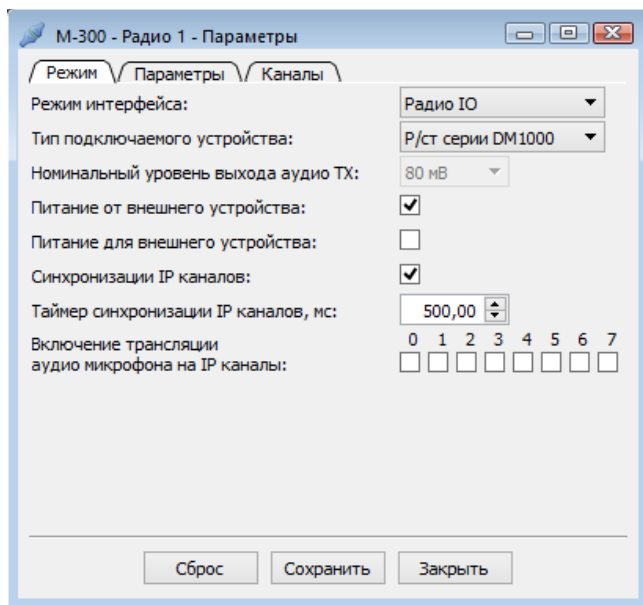 М-300 - Радио 1 - Параметры
Режим Параметры Каналы
Режим интерфейса: Радио IO
Тип подключаемого устройства: Р/ст серии DM1000
Номинальный уровень выхода аудио TX: 80 мВ
Питание от внешнего устройства:
Питание для внешнего устройства:
Синхронизации IP каналов:
Таймер синхронизации IP каналов, мс: 500,00
Включение трансляции 0 1 2 3 4 5 6 7
аудио микрофона на IP каналы:
Сброс Сохранить Закрыть